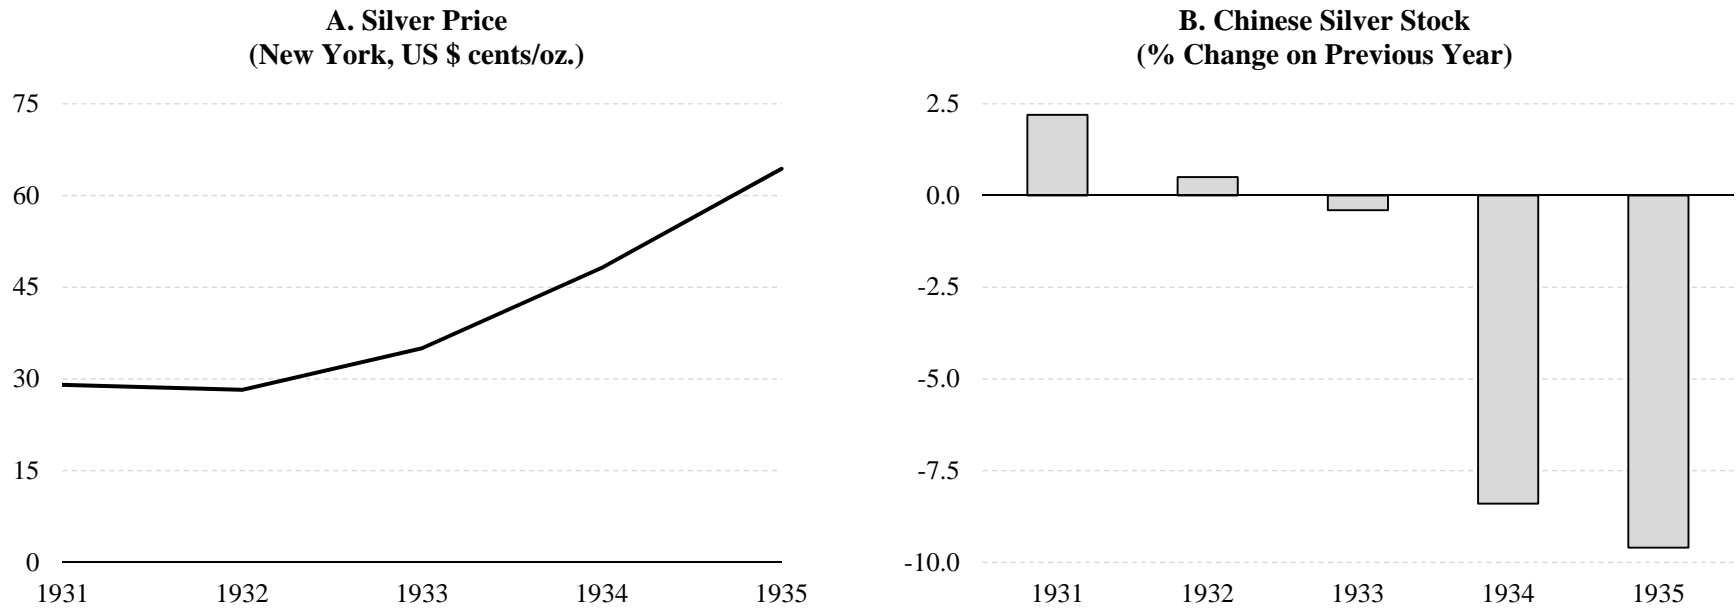 A. Silver Price
(New York, US $ cents/oz.)
75
60
45
30
15
0
1931 1932 1933 1934 1935
B. Chinese Silver Stock
(% Change on Previous Year)
2.5
0.0
-2.5
-5.0
-7.5
-10.0
1931 1932 1933 1934 1935